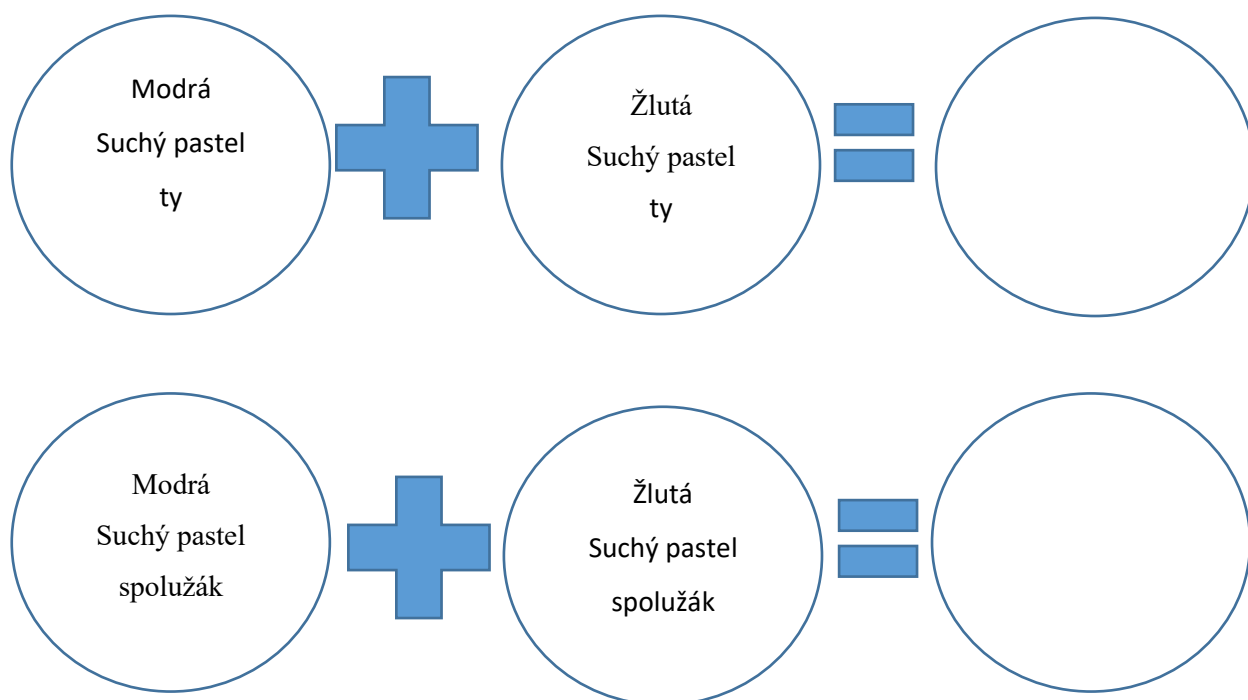 Modrá
Suchý pastel
ty
Žlutá
Suchý pastel
ty
Modrá
Suchý pastel
spolužák
Žlutá
Suchý pastel
spolužák